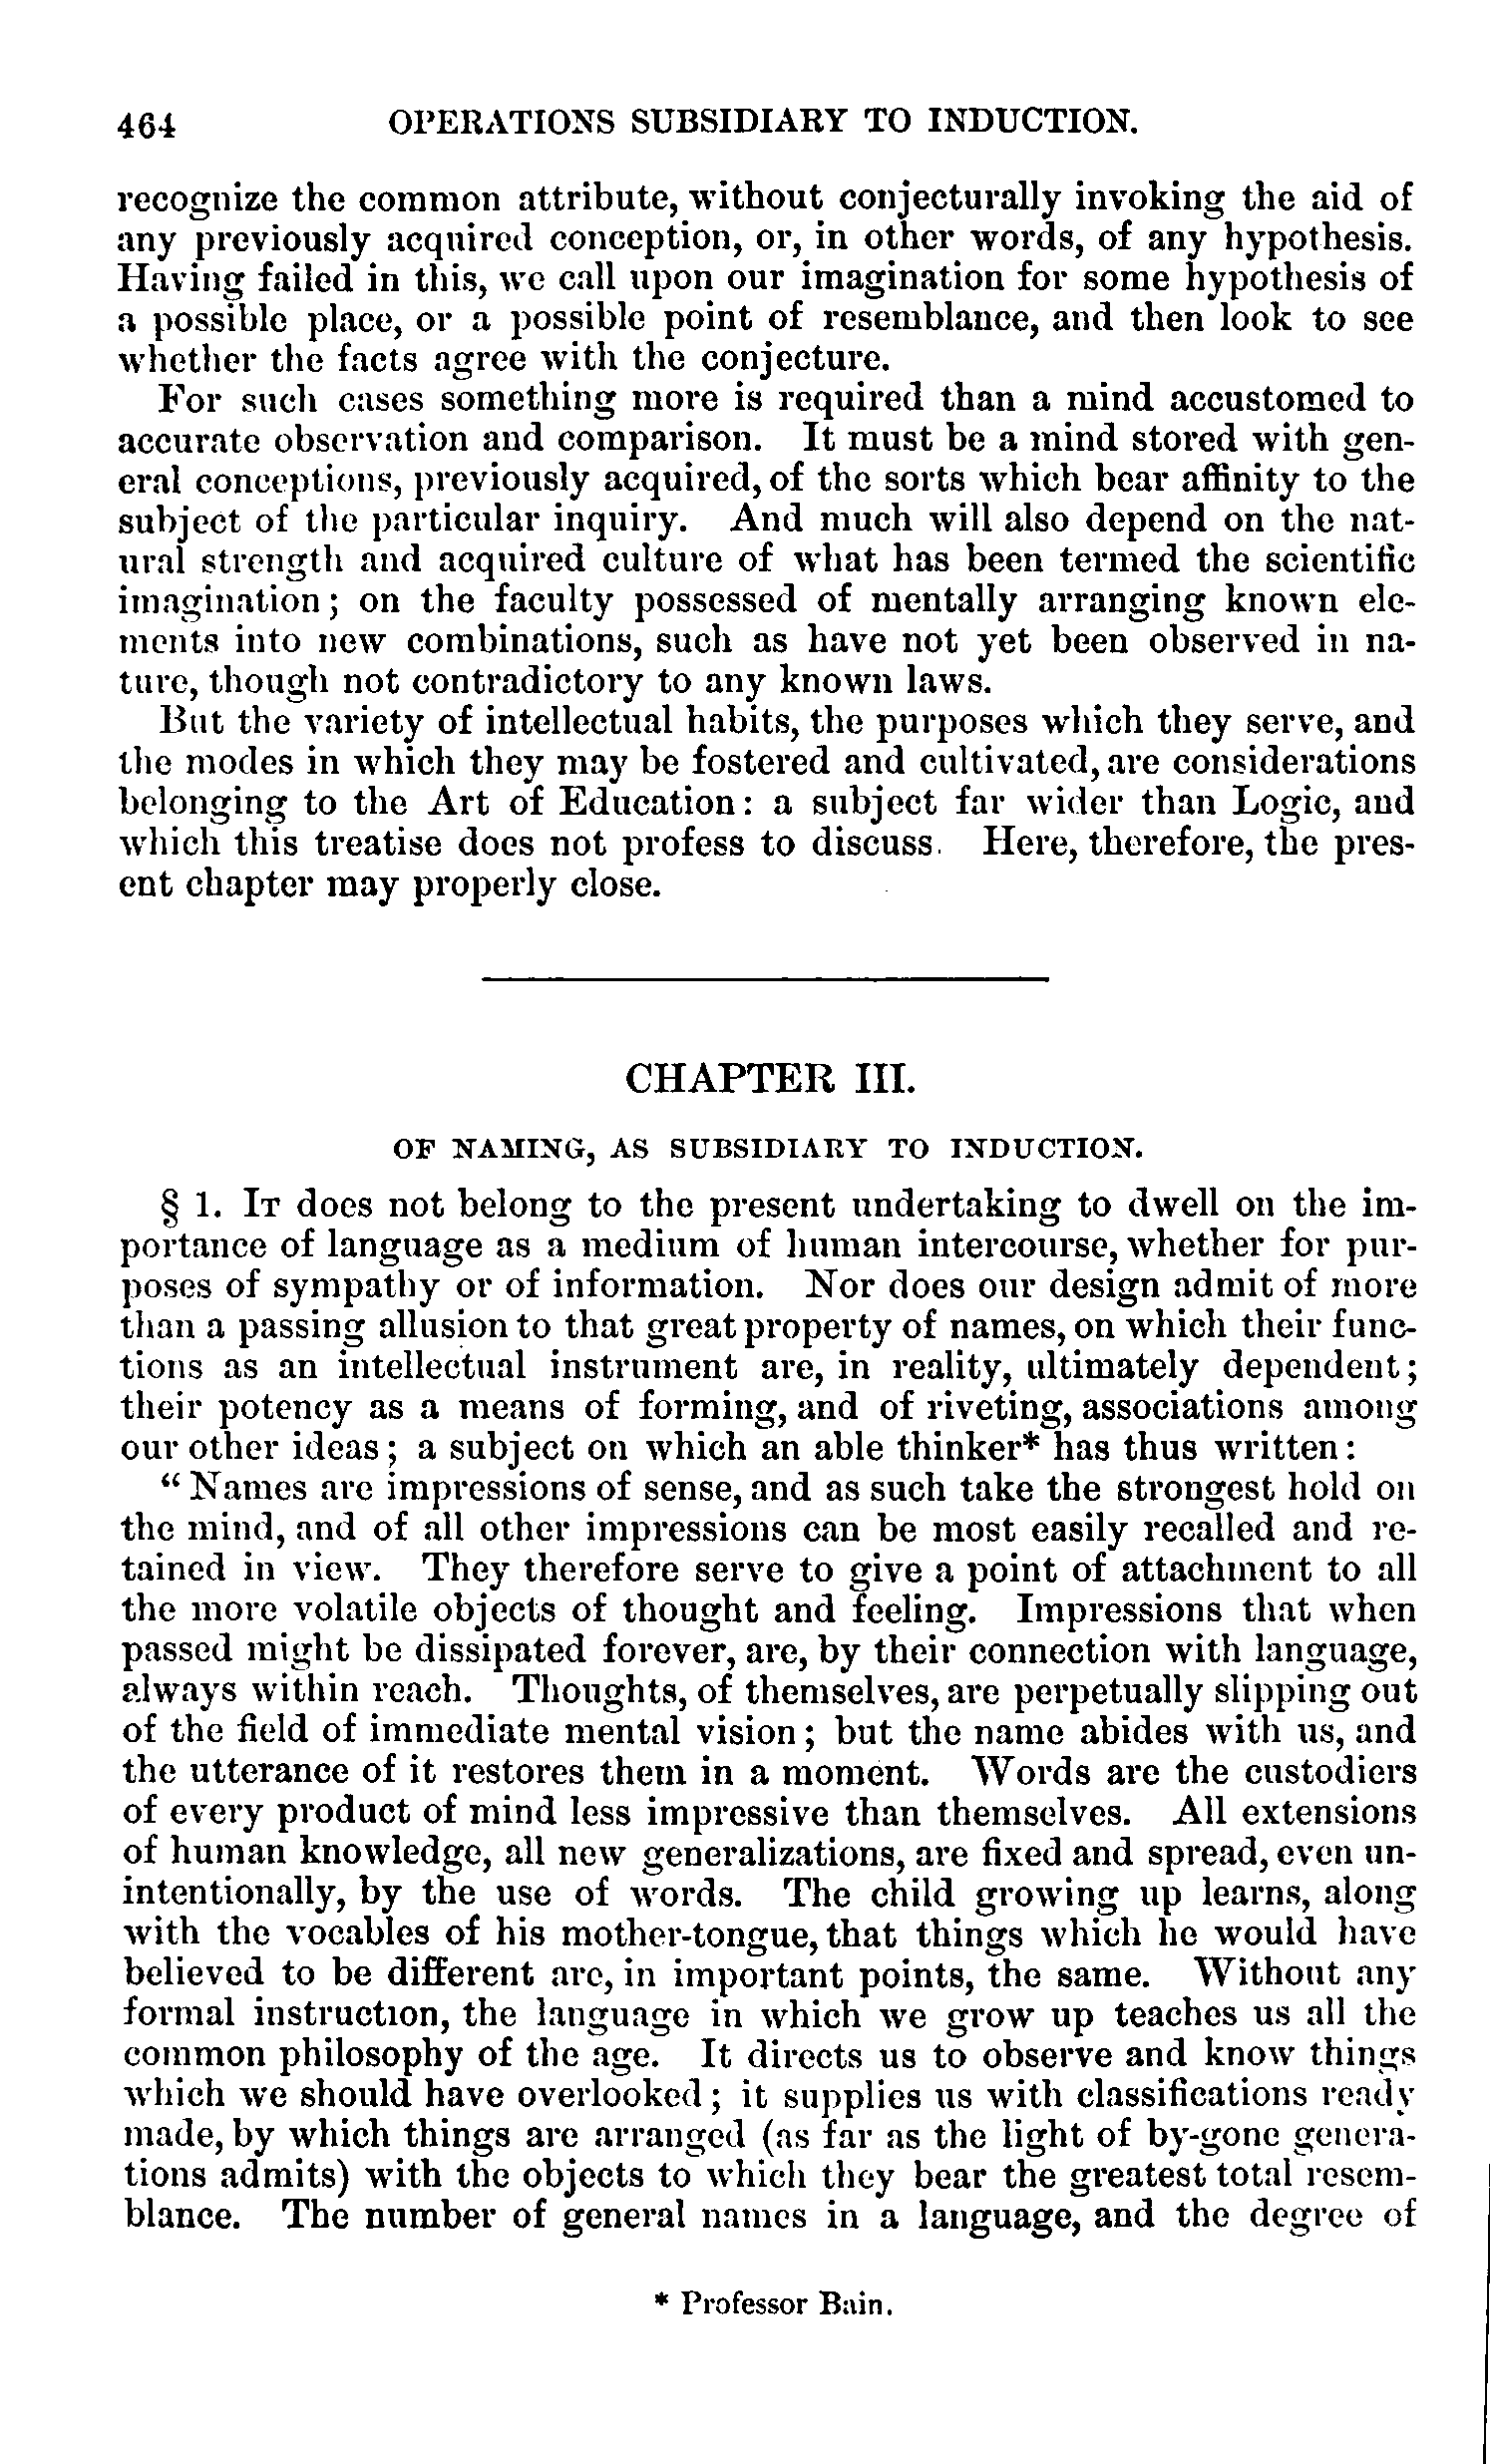 464 OPERATIONS SUBSIDIARY TO INDUCTION.
recognize the common attribute, without conjecturally invoking the aid of
any previously acquired conception, or, in other words, of any hypothesis.
Having failed in this, we call upon our imagination for some hypothesis of
a possible place, or a possible point of resemblance, and then look to see
whether the facts agree with the conjecture.
For such cases something more is required than a mind accustomed to
accurate observation and comparison. It must be a mind stored with gen-
eral conceptions, previously acquired, of the sorts which bear affinity to the
subject of the particular inquiry. And much will also depend on the nat-
ural strength and acquired culture of what has been termed the scientific
imagination; on the faculty possessed of mentally arranging known ele-
ments into new combinations, such as have not yet been observed in na-
ture, though not contradictory to any known laws.
But the variety of intellectual habits, the purposes which they serve, and
the modes in which they may be fostered and cultivated, are considerations
belonging to the Art of Education: a subject far wider than Logic, and
which this treatise does not profess to discuss. Here, therefore, the pres-
ent chapter may properly close.
CHAPTER III.
OF NAMING, AS SUBSIDIARY TO INDUCTION.
§ 1. IT does not belong to the present undertaking to dwell on the im-
portance of language as a medium of human intercourse, whether for pur-
poses of sympathy or of information. Nor does our design admit of more
than a passing allusion to that great property of names, on which their func-
tions as an intellectual instrument are, in reality, ultimately dependent;
their potency as a means of forming, and of riveting, associations among
our other ideas; a subject on which an able thinker* has thus written:
"Names are impressions of sense, and as such take the strongest hold on
the mind, and of all other impressions can be most easily recalled and re-
tained in view. They therefore serve to give a point of attachment to all
the more volatile objects of thought and feeling. Impressions that when
passed might be dissipated forever, are, by their connection with language,
always within reach. Thoughts, of themselves, are perpetually slipping out
of the field of immediate mental vision; but the name abides with us, and
the utterance of it restores them in a moment. Words are the custodiers
of every product of mind less impressive than themselves. All extensions
of human knowledge, all new generalizations, are fixed and spread, even un-
intentionally, by the use of words. The child growing up learns, along
with the vocables of his mother-tongue, that things which he would have
believed to be different are, in important points, the same. Without any
formal instruction, the language in which we grow up teaches us all the
common philosophy of the age. It directs us to observe and know things
which we should have overlooked; it supplies us with classifications ready
made, by which things are arranged (as far as the light of by-gone genera-
tions admits) with the objects to which they bear the greatest total resem-
blance. The number of general names in a language, and the degree of
* Professor Bain.